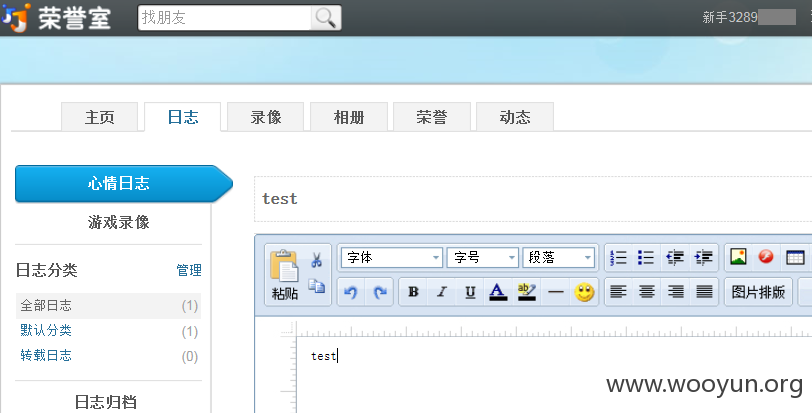 荣誉室 找朋友 新手3289
主页 日志 录像 相册 荣誉 动态
心情日志
游戏录像
日志分类 管理
全部日志 (1)
默认分类 (1)
转载日志 (0)
日志归档
test
粘贴 字体 字号 段落
B I U A ab 图片排版
test
www.wooyun.org